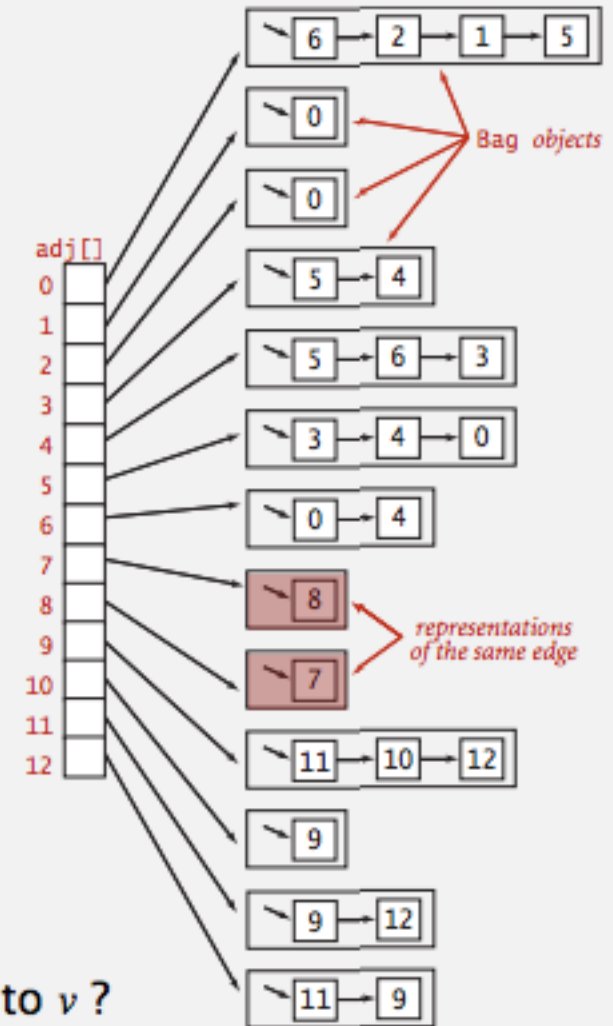 6 2 1 5
0
Bag objects
0
adj[]
0
5 4
1
2
5 6 3
3
4
3 4 0
5
6
0 4
7
8
8
representations
of the same edge
9
7
10
11
12
11 10 12
9
9 12
to v ?
11 9